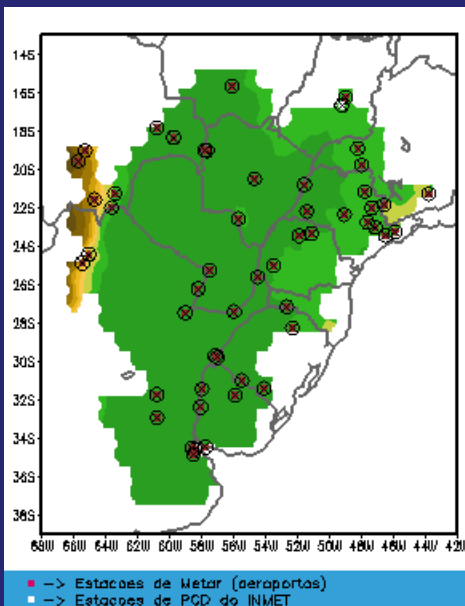 14S
16S
18S
20S
22S
24S
26S
28S
30S
32S
34S
36S
38S
68W 66W 64W 62W 60W 58W 56W 54W 52W 50W 48W 46W 44W 42W
--> Estacoes de Metar (aeroportos)
--> Estacoes de PCD do INMET